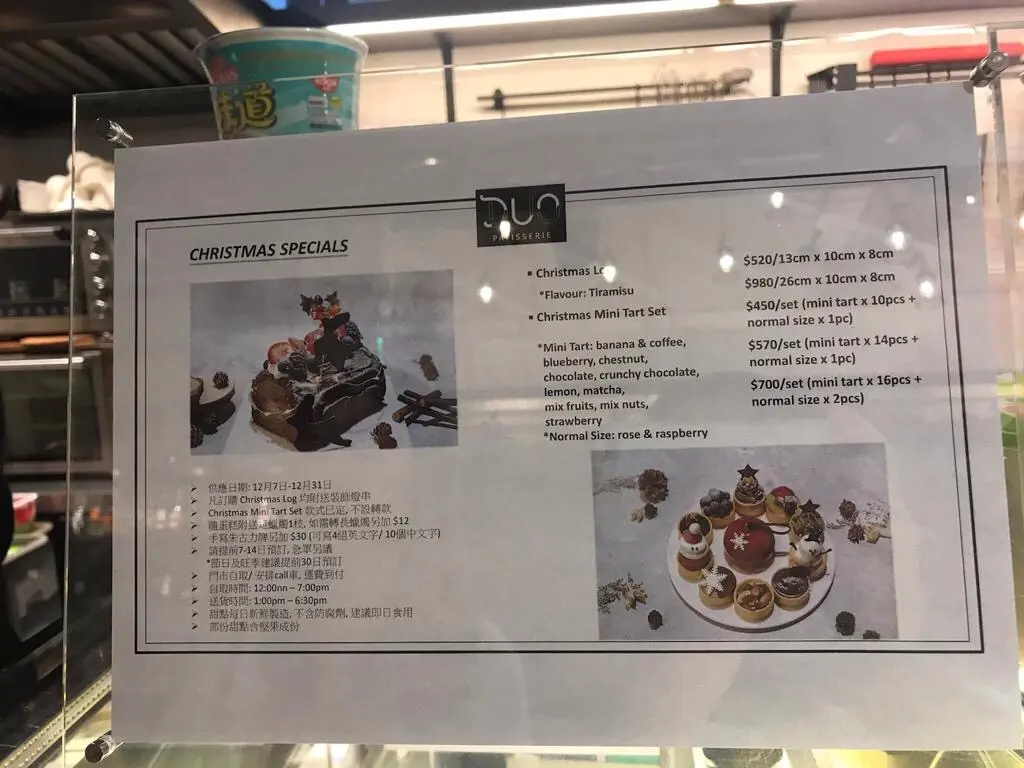 道
DUO
PATISSERIE
CHRISTMAS SPECIALS
▪ Christmas
*Flavour: Tiramisu
▪ Christmas Mini Tart Set
*Mini Tart: banana & coffee,
blueberry, chestnut,
chocolate, crunchy chocolate,
lemon, matcha,
mix fruits, mix nuts,
strawberry
*Normal Size: rose & raspberry
$520/13cm x 10cm x 8cm
$980/26cm x 10cm x 8cm
$450/set (mini tart x 10pcs +
normal size x 1pc)
$570/set (mini tart x 14pcs +
normal size x 1pc)
$700/set (mini tart x 16pcs +
normal size x 2pcs)
➢ 供應日期: 12月7日-12月31日
➢ 凡訂購 Christmas Log 均附送裝飾燈串
➢ Christmas Mini Tart Set 款式已定, 不設轉款
➢ 隨蛋糕附送短蠟燭1枝, 如需轉長蠟燭另加 $12
➢ 手寫朱古力牌另加 $30 (可寫4組英文字/ 10個中文字)
➢ 請提前7-14日預訂, 急單另議
*節日及旺季建議提前30日預訂
➢ 門市自取/ 安排call車, 運費到付
➢ 自取時間: 12:00nn – 7:00pm
➢ 送貨時間: 1:00pm – 6:30pm
➢ 甜點每日新鮮製造, 不含防腐劑, 建議即日食用
➢ 部份甜點含堅果成份